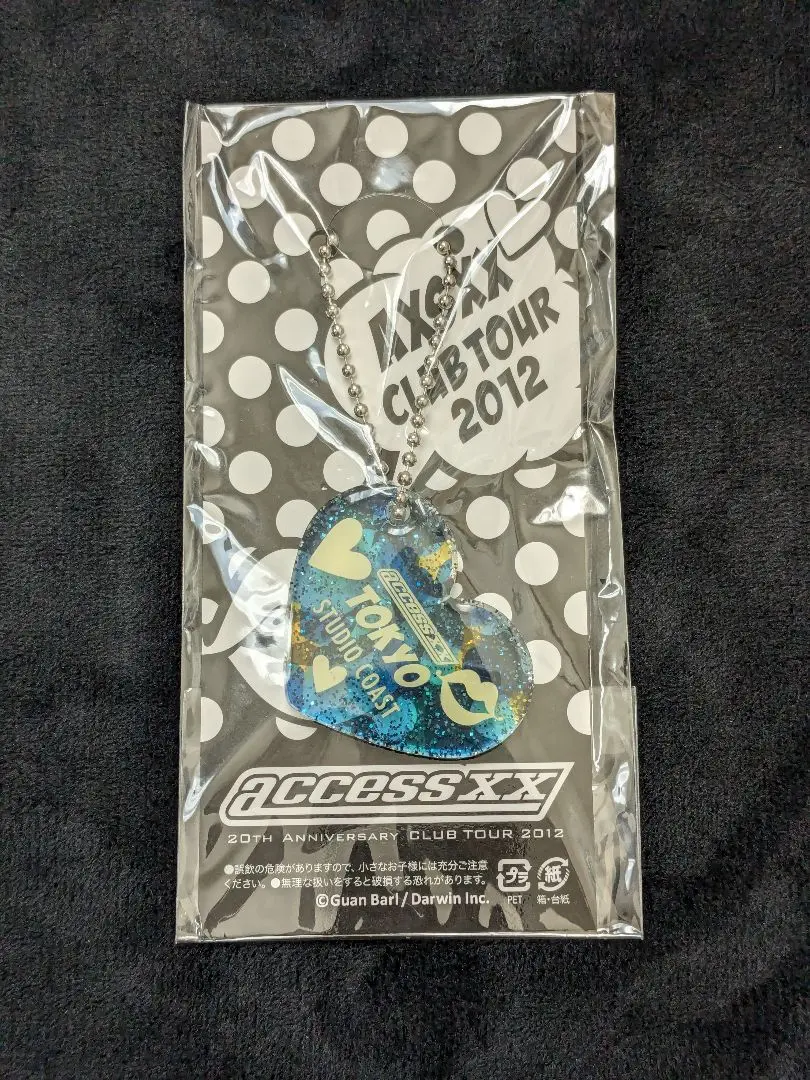 AXSXX
CLUB TOUR
2012
access XX
TOKYO
STUDIO COAST
access XX
20TH ANNIVERSARY CLUB TOUR 2012
●誤飲の危険がありますので、小さなお子様には充分ご注意
ください。●無理な扱いをすると破損する恐れがあります。
プラ
PET
紙
箱・台紙
©Guan Barl / Darwin Inc.